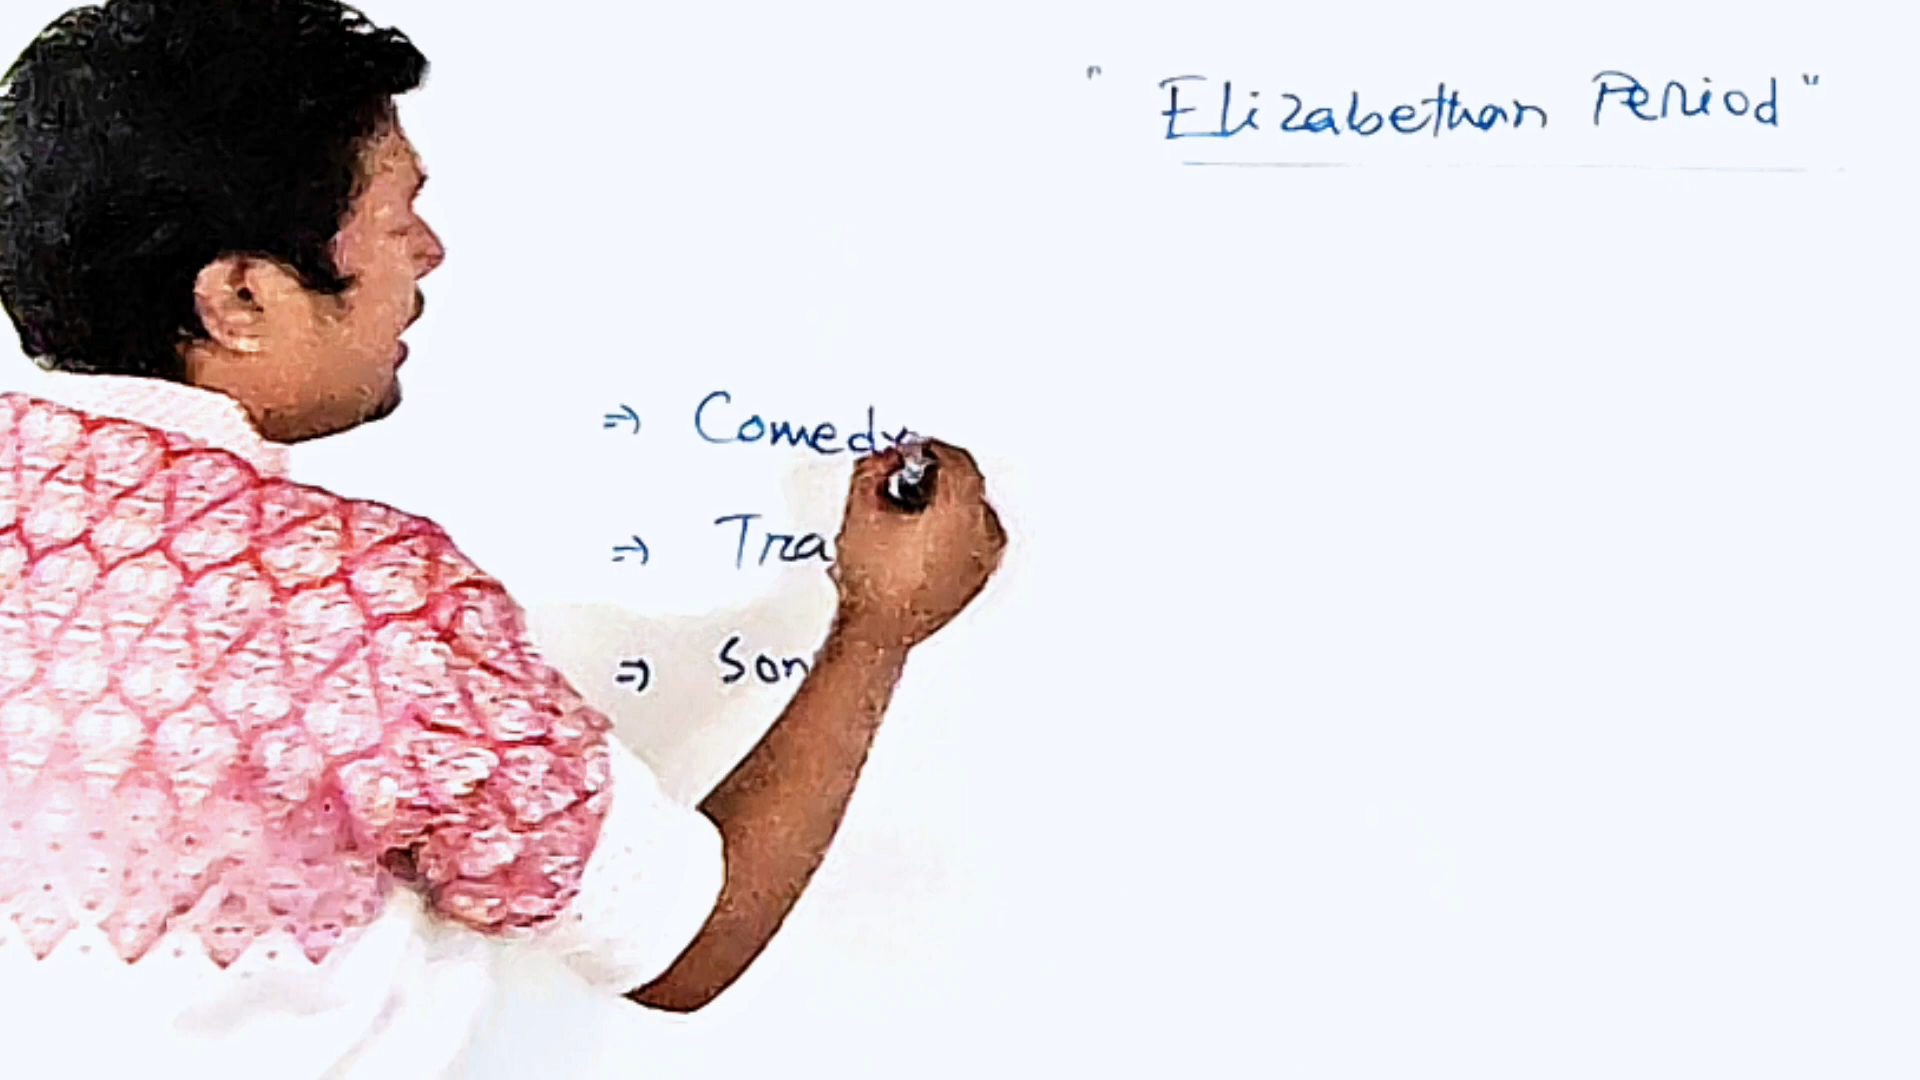 " Elizabethan Period "
⇒ Comedy
⇒ Tra
⇒ Son